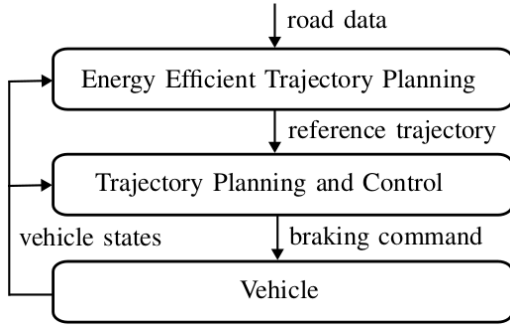 road data
Energy Efficient Trajectory Planning
reference trajectory
Trajectory Planning and Control
vehicle states
braking command
Vehicle